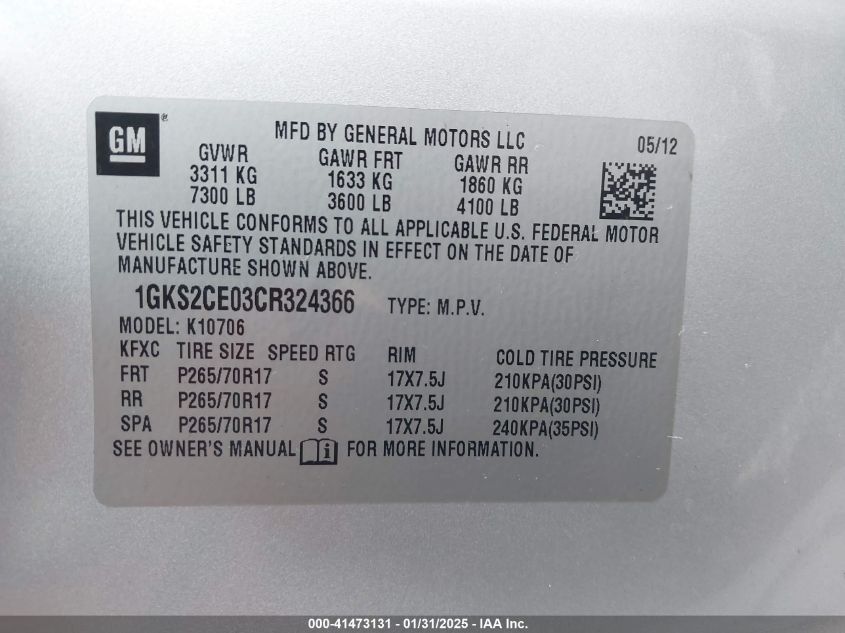 GM ®
MFD BY GENERAL MOTORS LLC 05/12
GVWR GAWR FRT GAWR RR
3311 KG 1633 KG 1860 KG
7300 LB 3600 LB 4100 LB
THIS VEHICLE CONFORMS TO ALL APPLICABLE U.S. FEDERAL MOTOR
VEHICLE SAFETY STANDARDS IN EFFECT ON THE DATE OF
MANUFACTURE SHOWN ABOVE.
1GKS2CE03CR324366 TYPE: M.P.V.
MODEL: K10706
KFXC TIRE SIZE SPEED RTG RIM COLD TIRE PRESSURE
FRT P265/70R17 S 17X7.5J 210KPA(30PSI)
RR P265/70R17 S 17X7.5J 210KPA(30PSI)
SPA P265/70R17 S 17X7.5J 240KPA(35PSI)
SEE OWNER'S MANUAL i FOR MORE INFORMATION.
000-41473131 - 01/31/2025 - IAA Inc.